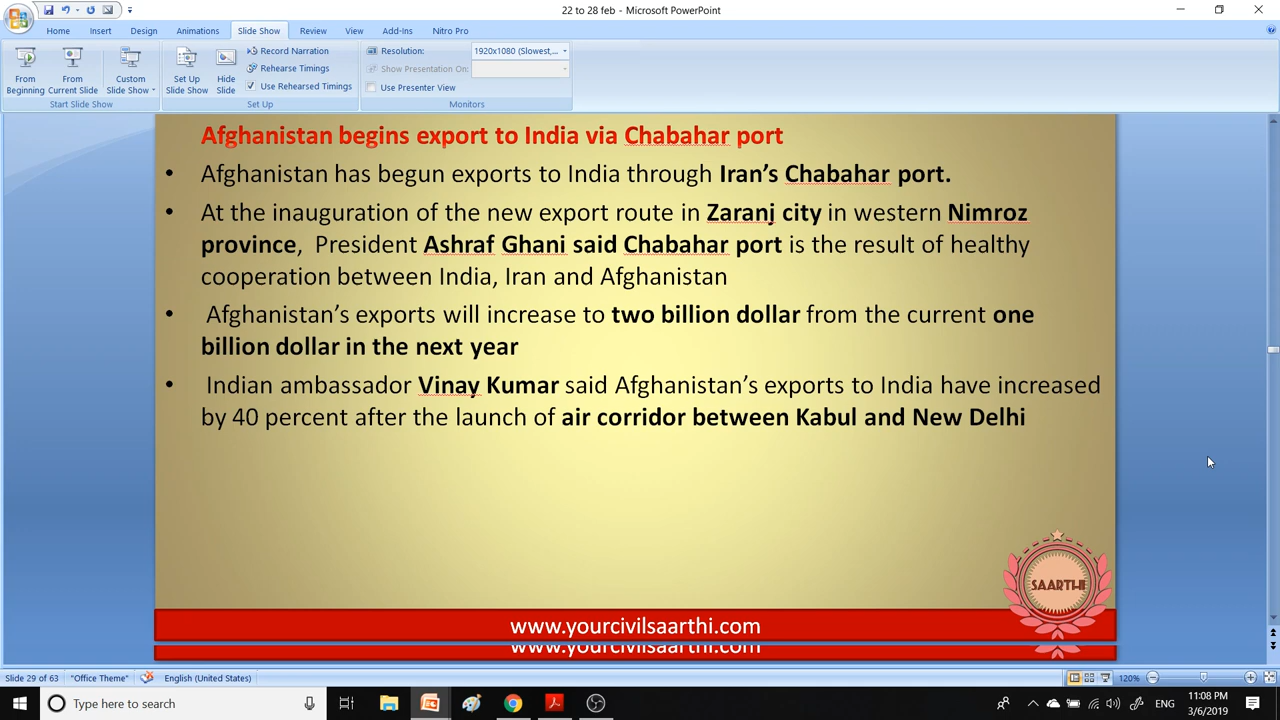 22 to 28 feb - Microsoft PowerPoint
Home Insert Design Animations Slide Show Review View Add-Ins Nitro Pro
From Beginning
From Current Slide
Custom Slide Show
Start Slide Show
Set Up Slide Show
Hide Slide
Record Narration
Rehearse Timings
Use Rehearsed Timings
Set Up
Resolution: 1920x1080 (Slowest,...
Show Presentation On:
Use Presenter View
Monitors
Afghanistan begins export to India via Chabahar port
• Afghanistan has begun exports to India through Iran’s Chabahar port.
• At the inauguration of the new export route in Zaranj city in western Nimroz
province, President Ashraf Ghani said Chabahar port is the result of healthy
cooperation between India, Iran and Afghanistan
• Afghanistan’s exports will increase to two billion dollar from the current one
billion dollar in the next year
• Indian ambassador Vinay Kumar said Afghanistan’s exports to India have increased
by 40 percent after the launch of air corridor between Kabul and New Delhi
SAARTHI
www.yourcivilsaarthi.com
www.yourcivilsaarthi.com
Slide 29 of 63 "Office Theme" English (United States) 120%
Type here to search
ENG
11:08 PM
3/6/2019